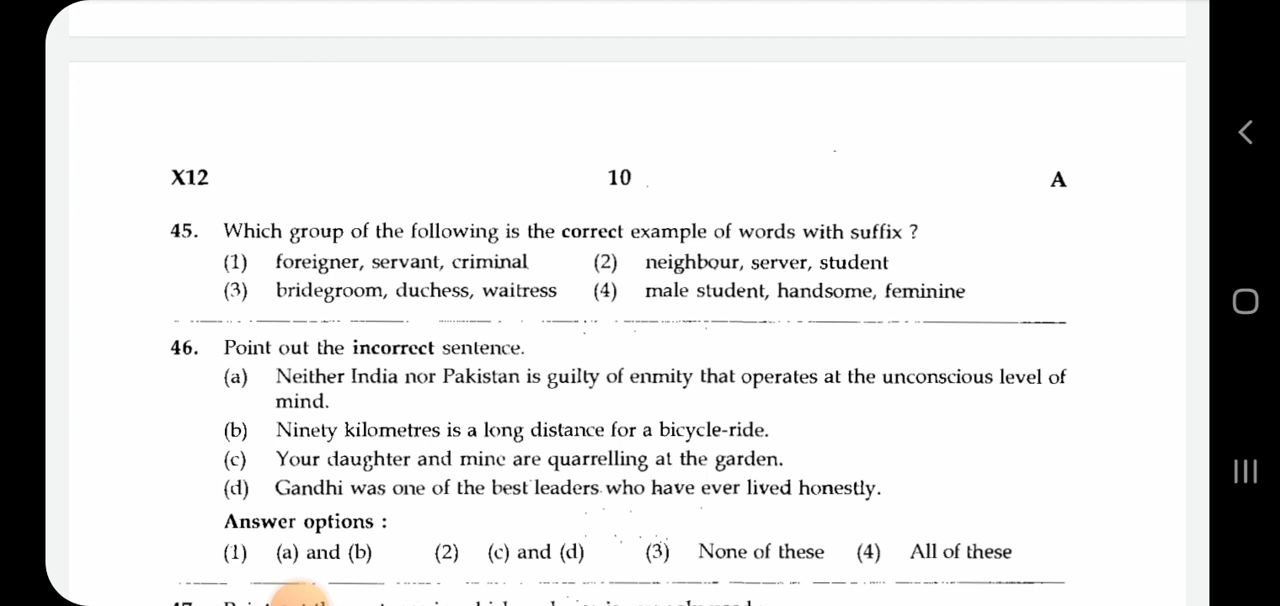 X12 10 A
45. Which group of the following is the correct example of words with suffix ?
(1) foreigner, servant, criminal (2) neighbour, server, student
(3) bridegroom, duchess, waitress (4) male student, handsome, feminine
46. Point out the incorrect sentence.
(a) Neither India nor Pakistan is guilty of enmity that operates at the unconscious level of
mind.
(b) Ninety kilometres is a long distance for a bicycle-ride.
(c) Your daughter and mine are quarrelling at the garden.
(d) Gandhi was one of the best leaders who have ever lived honestly.
Answer options :
(1) (a) and (b) (2) (c) and (d) (3) None of these (4) All of these